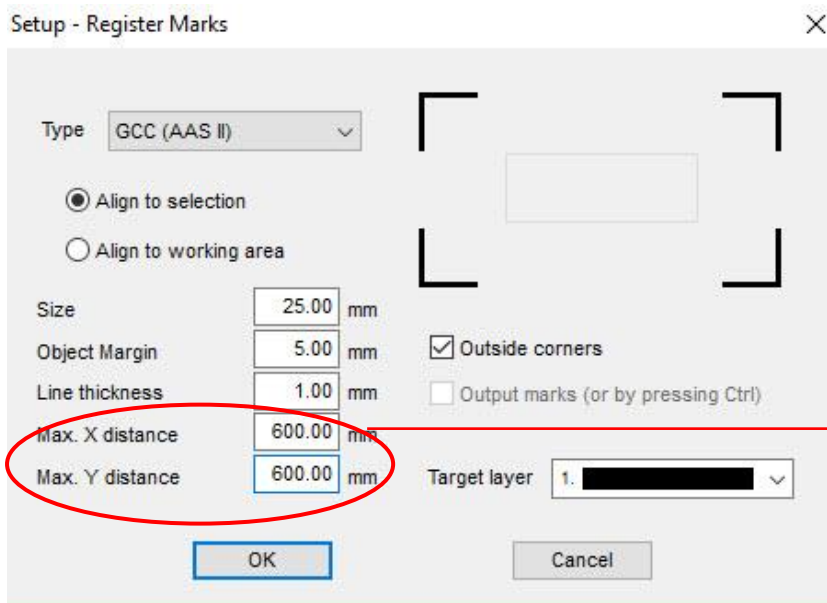 Setup - Register Marks
Type GCC (AAS II)
Align to selection
Align to working area
Size 25.00 mm
Object Margin 5.00 mm
Outside corners
Line thickness 1.00 mm
Output marks (or by pressing Ctrl)
Max. X distance 600.00 mm
Max. Y distance 600.00 mm
Target layer 1.
OK Cancel